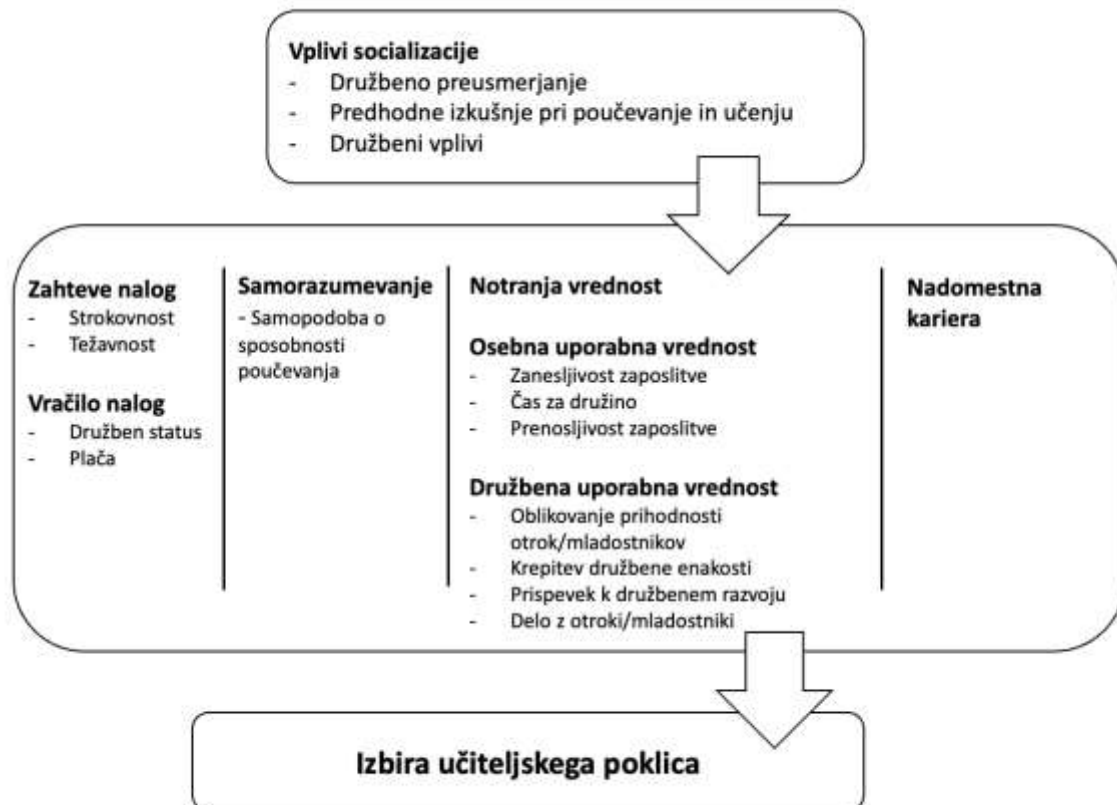 Vplivi socializacije
- Družbeno preusmerjanje
- Predhodne izkušnje pri poučevanje in učenju
- Družbeni vplivi
Zahteve nalog
- Strokovnost
- Težavnost
Vračilo nalog
- Družben status
- Plača
Samorazumevanje
- Samopodoba o
sposobnosti
poučevanja
Notranja vrednost
Osebna uporabna vrednost
- Zanesljivost zaposlitve
- Čas za družino
- Prenosljivost zaposlitve
Družbena uporabna vrednost
- Oblikovanje prihodnosti
otrok/mladostnikov
- Krepitev družbene enakosti
- Prispevek k družbenem razvoju
- Delo z otroki/mladostniki
Nadomestna
kariera
Izbira učiteljskega poklica